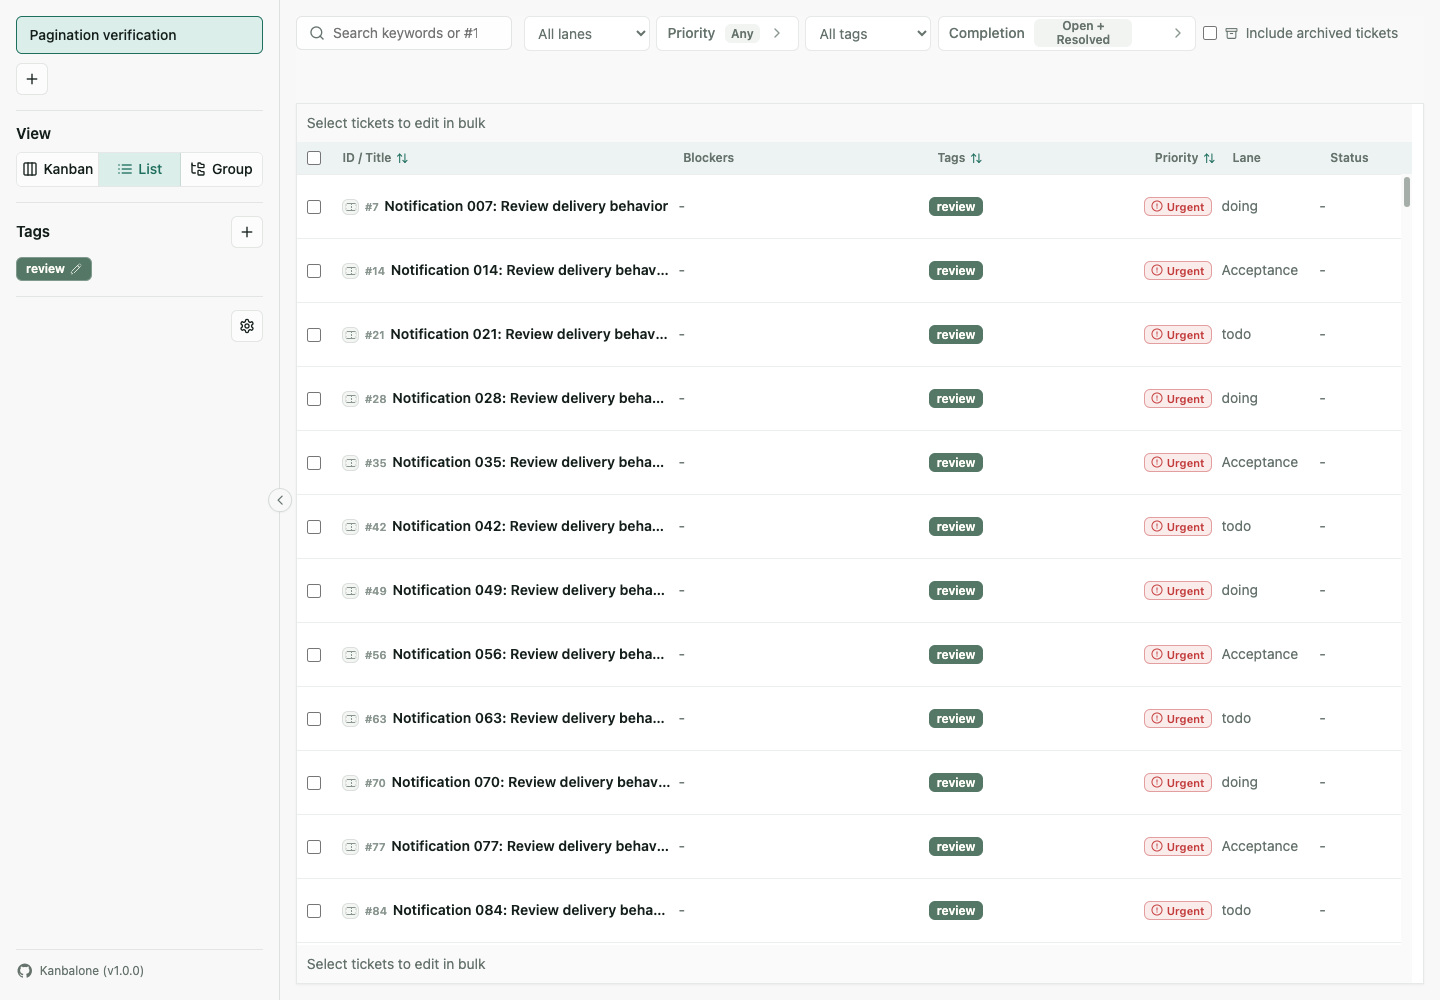 Pagination verification
View
Kanban List Group
Tags
review
Kanbalone (v1.0.0)
Search keywords or #1
All lanes
Priority Any
All tags
Completion Open + Resolved
Include archived tickets
Select tickets to edit in bulk
ID / Title Blockers Tags Priority Lane Status
#7 Notification 007: Review delivery behavior - review Urgent doing -
#14 Notification 014: Review delivery behav... - review Urgent Acceptance -
#21 Notification 021: Review delivery behav... - review Urgent todo -
#28 Notification 028: Review delivery beha... - review Urgent doing -
#35 Notification 035: Review delivery beha... - review Urgent Acceptance -
#42 Notification 042: Review delivery beha... - review Urgent todo -
#49 Notification 049: Review delivery beha... - review Urgent doing -
#56 Notification 056: Review delivery beha... - review Urgent Acceptance -
#63 Notification 063: Review delivery beha... - review Urgent todo -
#70 Notification 070: Review delivery behav... - review Urgent doing -
#77 Notification 077: Review delivery behav... - review Urgent Acceptance -
#84 Notification 084: Review delivery beha... - review Urgent todo -
Select tickets to edit in bulk